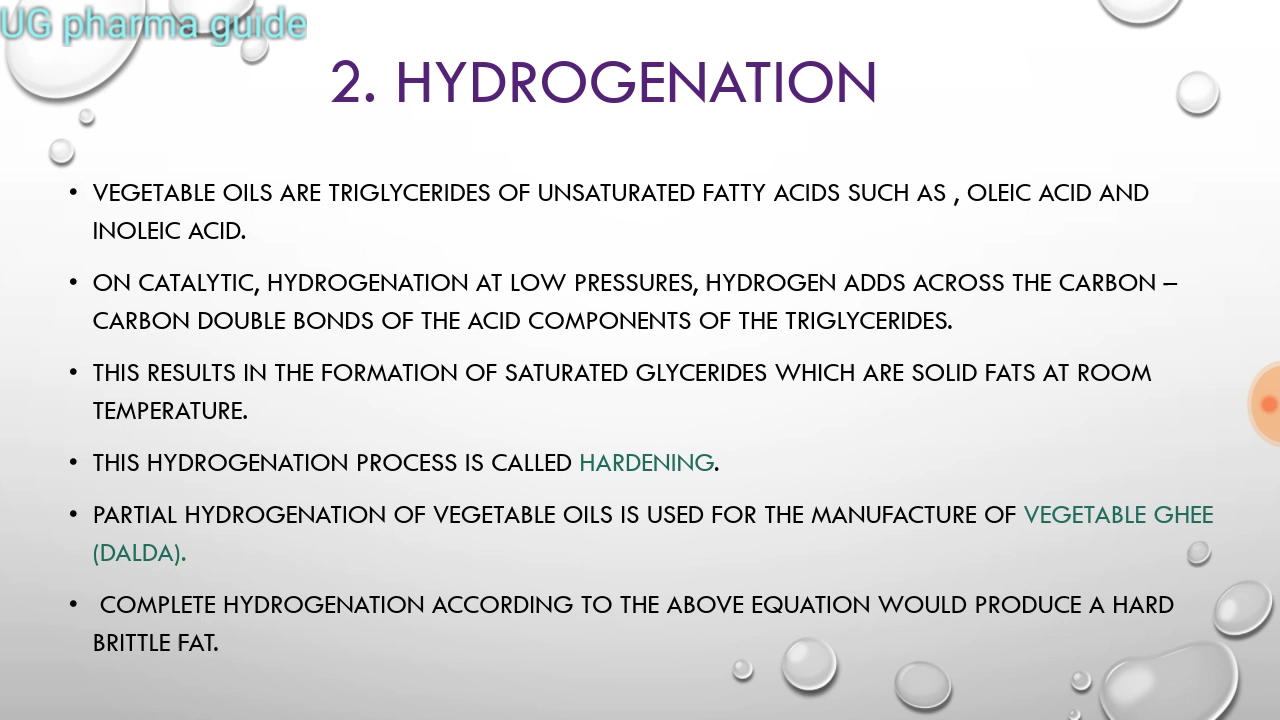 UG pharma guide
2. HYDROGENATION
• VEGETABLE OILS ARE TRIGLYCERIDES OF UNSATURATED FATTY ACIDS SUCH AS , OLEIC ACID AND
INOLEIC ACID.
• ON CATALYTIC, HYDROGENATION AT LOW PRESSURES, HYDROGEN ADDS ACROSS THE CARBON –
CARBON DOUBLE BONDS OF THE ACID COMPONENTS OF THE TRIGLYCERIDES.
• THIS RESULTS IN THE FORMATION OF SATURATED GLYCERIDES WHICH ARE SOLID FATS AT ROOM
TEMPERATURE.
• THIS HYDROGENATION PROCESS IS CALLED HARDENING.
• PARTIAL HYDROGENATION OF VEGETABLE OILS IS USED FOR THE MANUFACTURE OF VEGETABLE GHEE
(DALDA).
• COMPLETE HYDROGENATION ACCORDING TO THE ABOVE EQUATION WOULD PRODUCE A HARD
BRITTLE FAT.